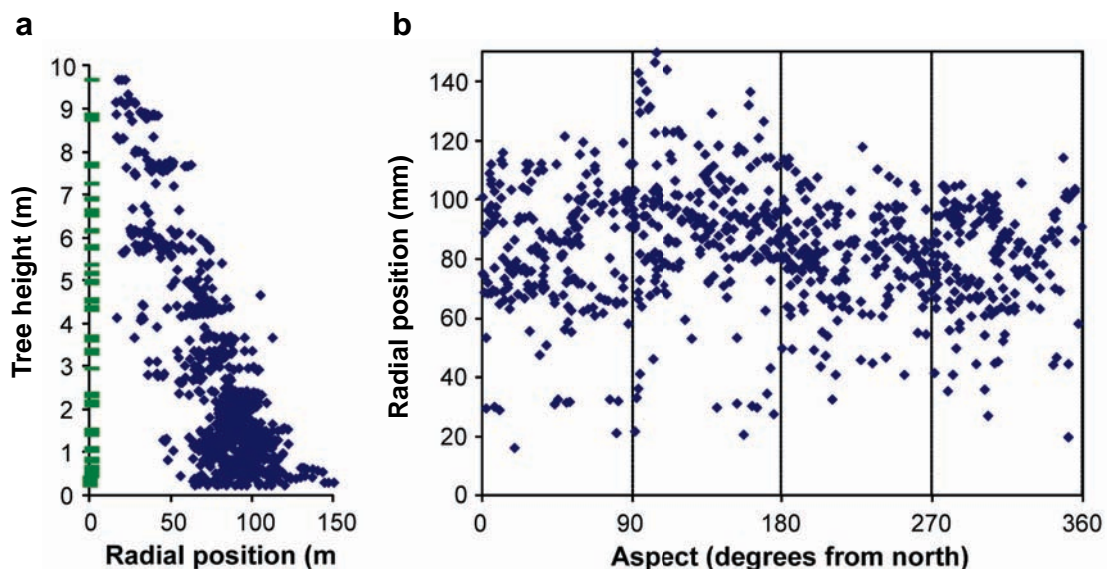 a
Tree height (m)
10
9
8
7
6
5
4
3
2
1
0
0 50 100 150
Radial position (m
b
Radial position (mm)
140
120
100
80
60
40
20
0
0 90 180 270 360
Aspect (degrees from north)